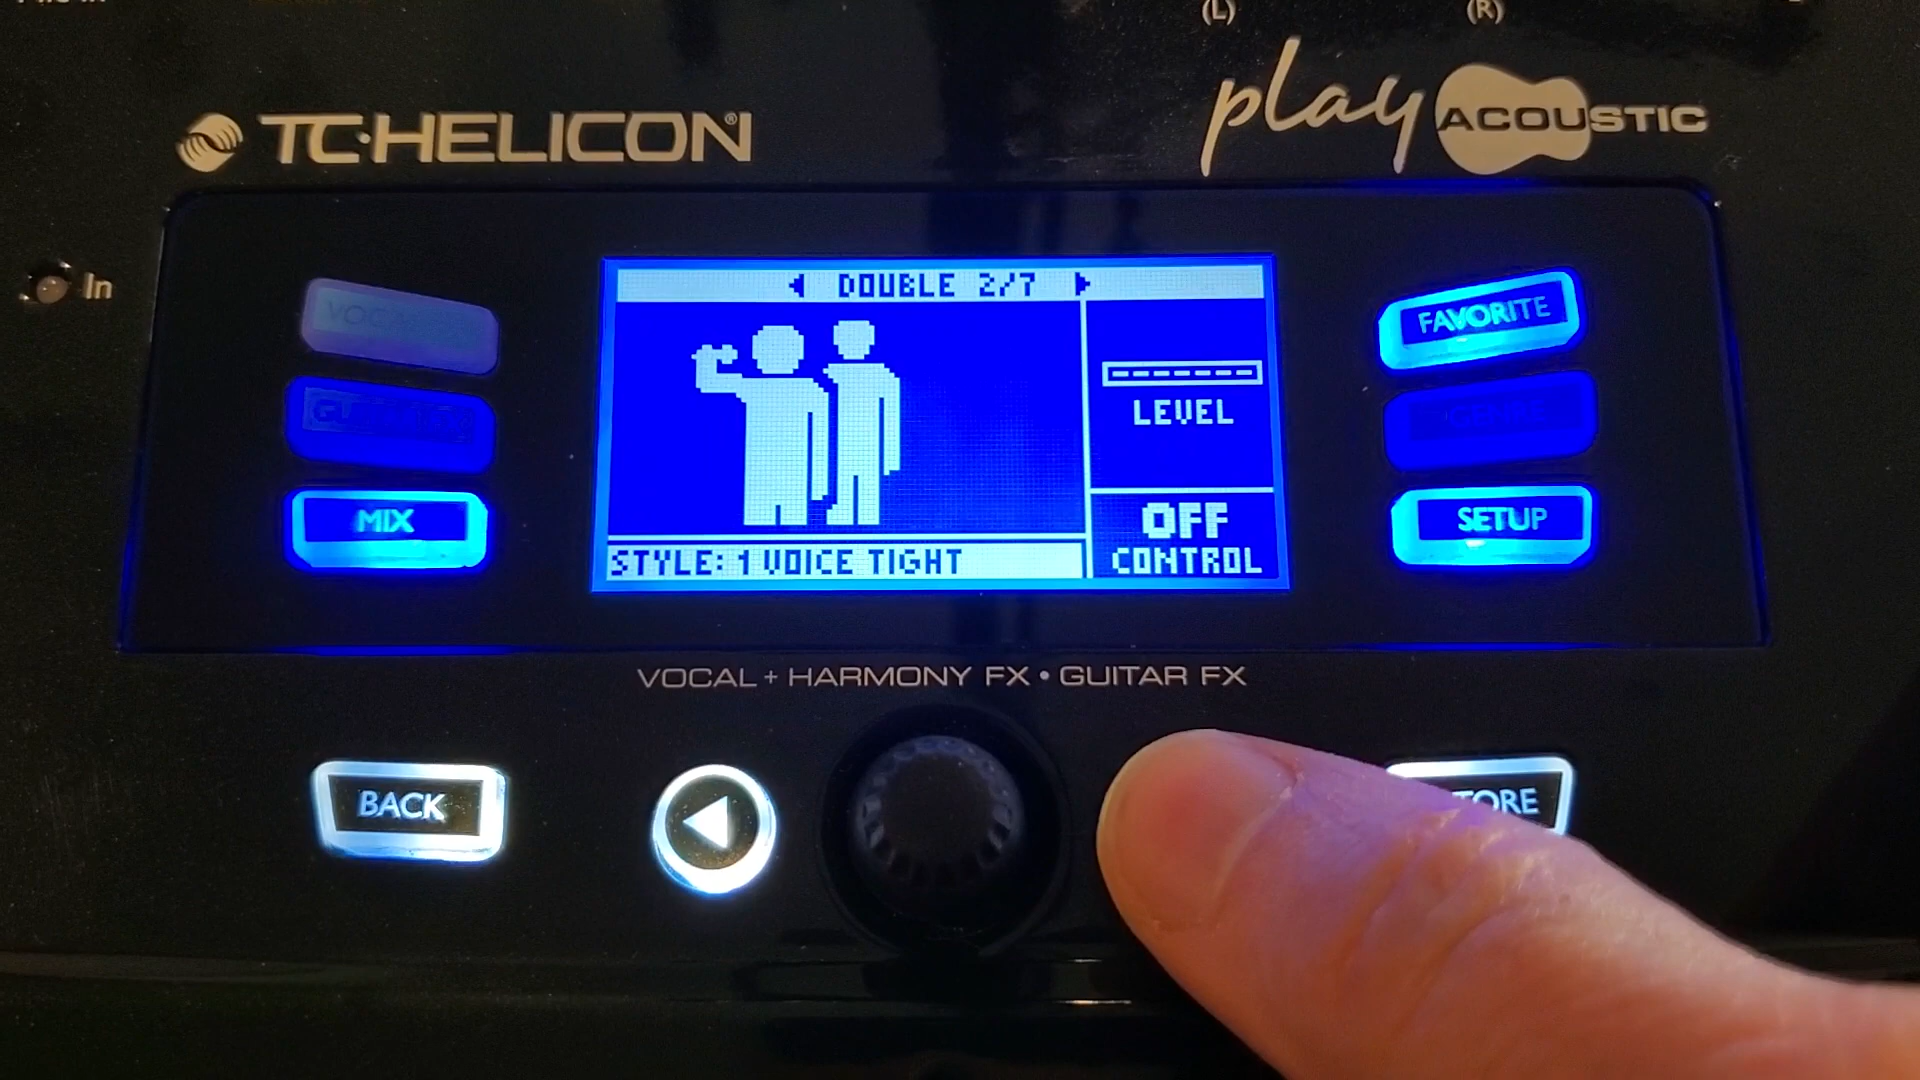 (L) (R)
TC·HELICON®
play ACOUSTIC
In
DOUBLE 2/7
FAVORITE
LEVEL
MIX
OFF
SETUP
STYLE: 1 VOICE TIGHT
CONTROL
VOCAL + HARMONY FX • GUITAR FX
BACK